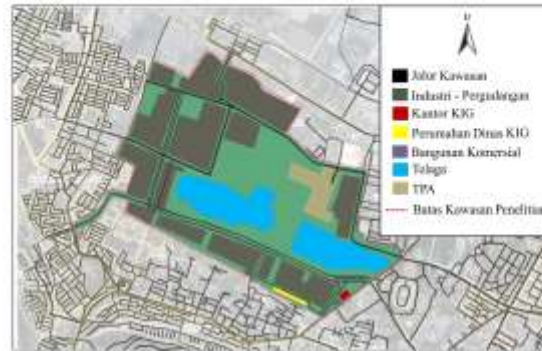 Jalur Kawasan
Industri - Pergudangan
Kantor KIG
Perumahan Dinas KIG
Bangunan Komersial
Telaga
TPA
Batas Kawasan Penelitian